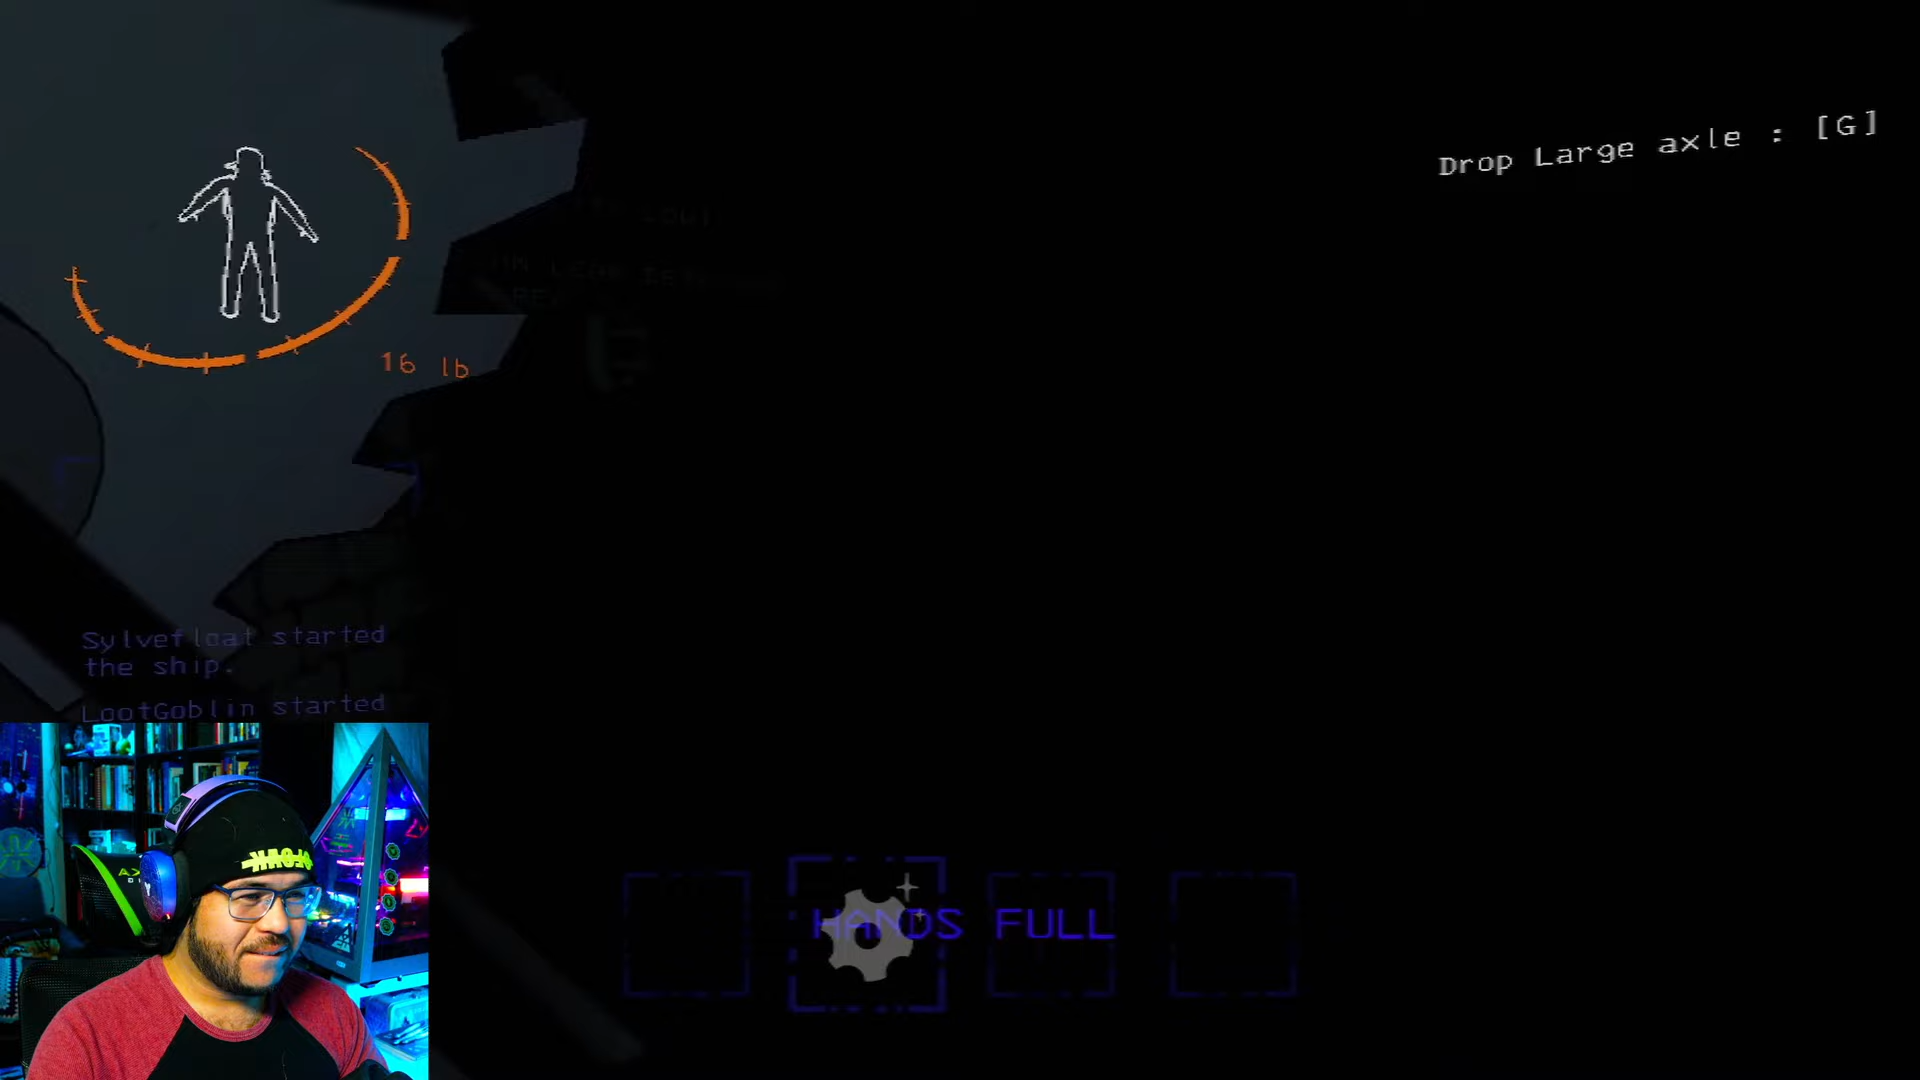 Drop Large axle : [G]
16 lb
Sylvefloat started
the ship.
LootGoblin started
HANDS FULL